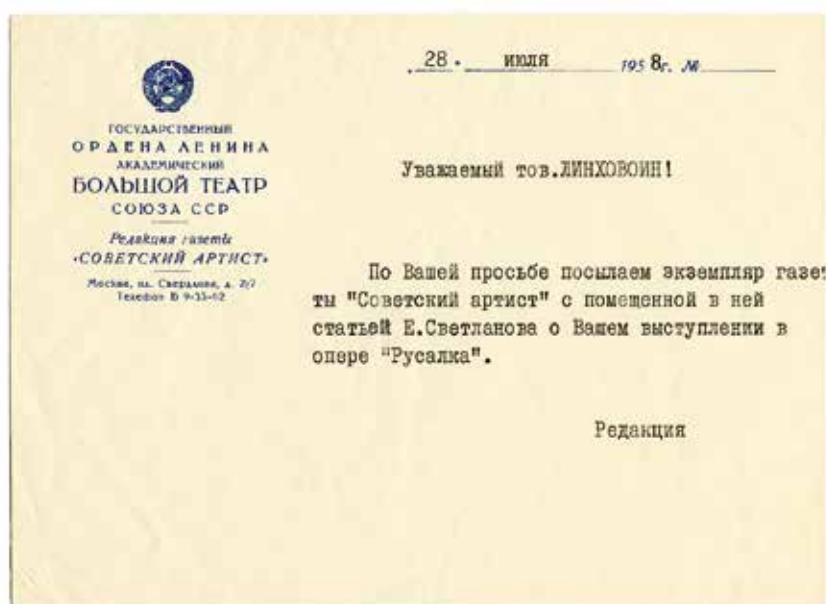 28. июля 1958г. №
ГОСУДАРСТВЕННЫЙ
ОРДЕНА ЛЕНИНА
АКАДЕМИЧЕСКИЙ
БОЛЬШОЙ ТЕАТР
СОЮЗА ССР
Редакция газеты
«СОВЕТСКИЙ АРТИСТ»
Москва, пл. Свердлова, д. 2/7
Телефон Б 9-33-62
Уважаемый тов.ЛИНХОВОИН!
По Вашей просьбе посылаем экземпляр газет
ты "Советский артист" с помещенной в ней
статьей Е.Светланова о Вашем выступлении в
опере "Русалка".
Редакция